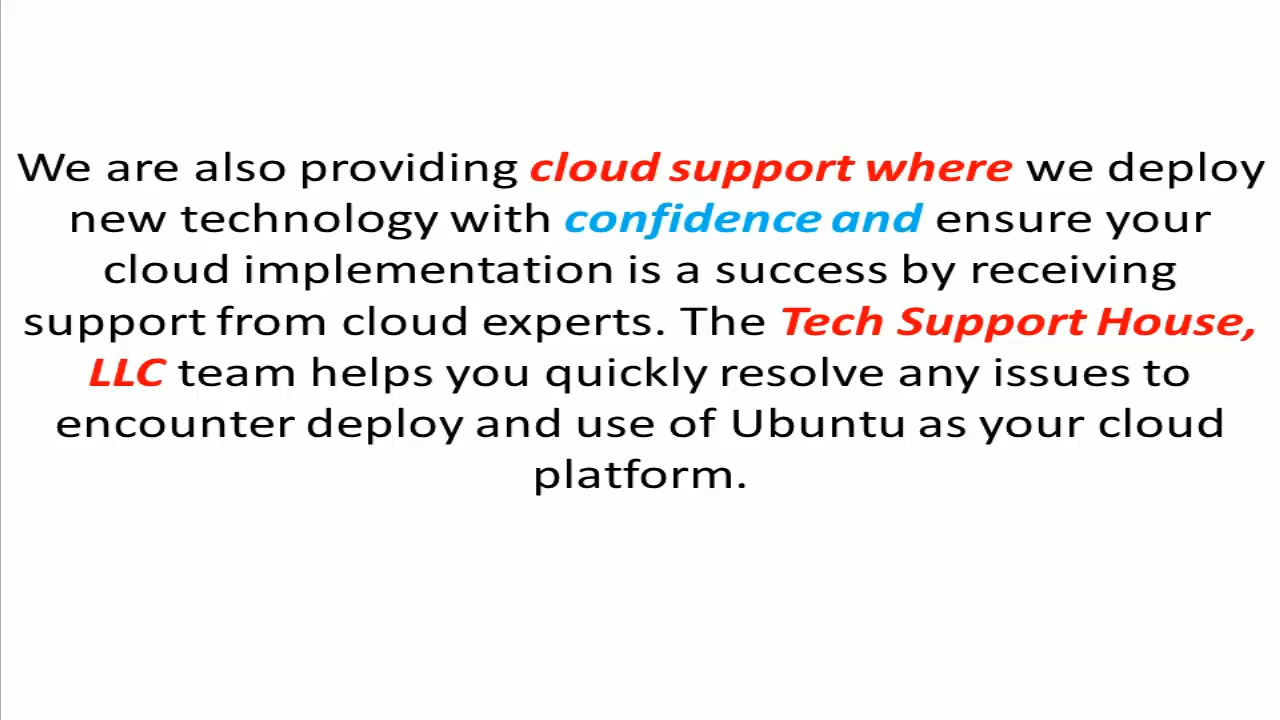 We are also providing cloud support where we deploy
new technology with confidence and ensure your
cloud implementation is a success by receiving
support from cloud experts. The Tech Support House,
LLC team helps you quickly resolve any issues to
encounter deploy and use of Ubuntu as your cloud
platform.